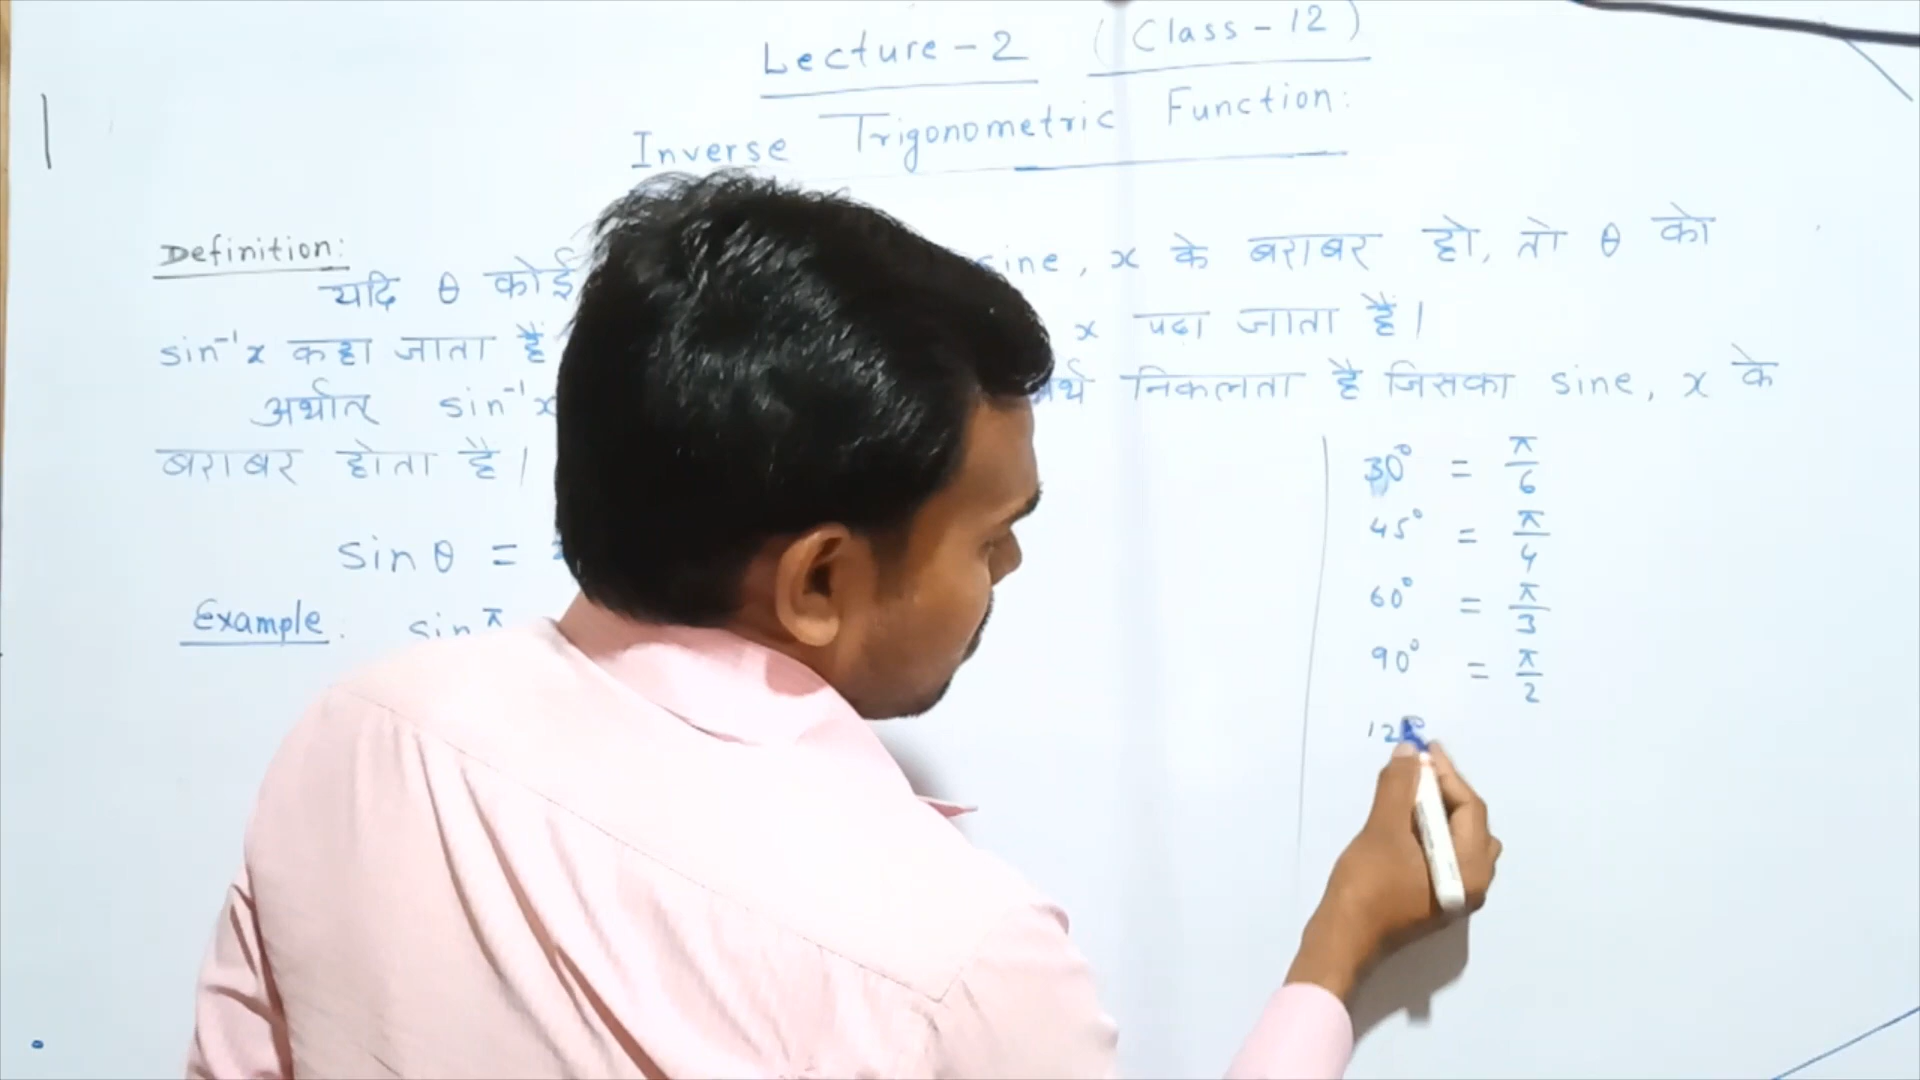 Lecture - 2 (Class - 12)
Inverse Trigonometric Function:
Definition:
यदि θ कोई sine, x के बराबर हो, तो θ को
sin⁻¹x कहा जाता है x पढा जाता है।
अर्थात् sin⁻¹x निकलता है जिसका sine, x के
बराबर होता है।
sin θ =
Example: sin π
30° = π/6
45° = π/4
60° = π/3
90° = π/2
12